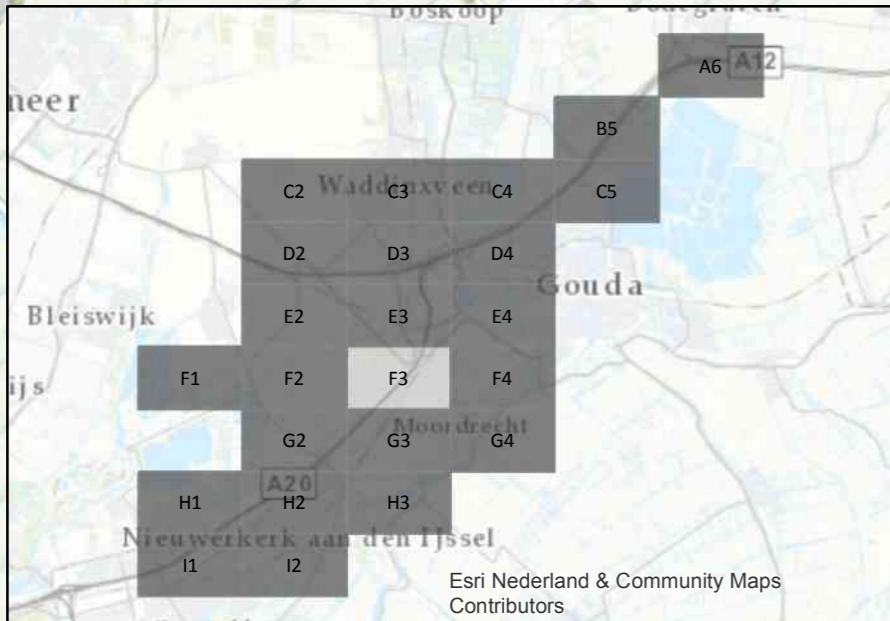 Boskoop
Bodegraven
A6 A12
meer
B5
C2 Waddinxveen C3 C4 C5
D2 D3 D4
Gouda
Bleiswijk E2 E3 E4
F1 F2 F3 F4
ijs
Moordrecht
G2 G3 G4
A20
H1 H2 H3
Nieuwerkerk aan den IJssel
I1 I2
Esri Nederland & Community Maps
Contributors